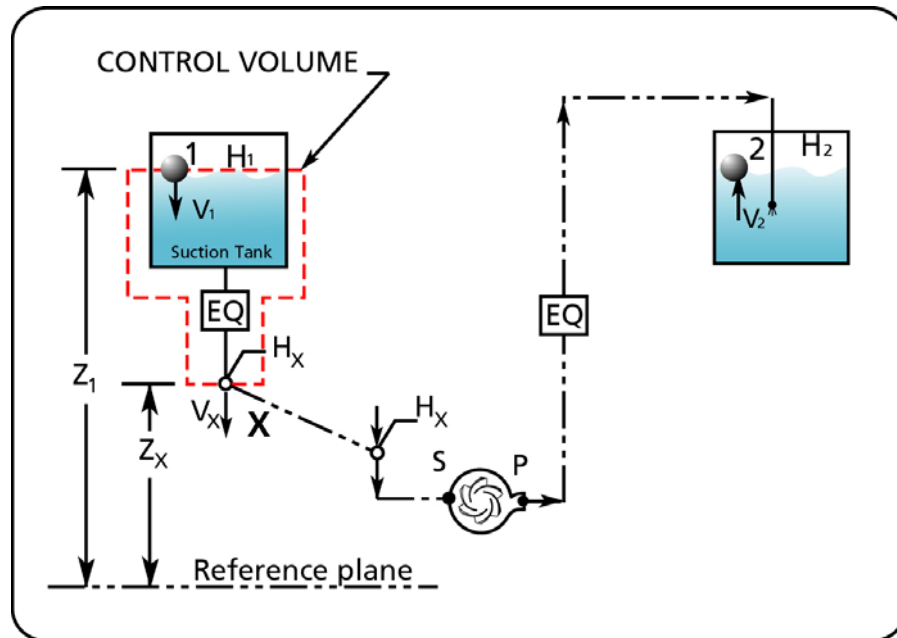 CONTROL VOLUME
1
H₁
2
H₂
V₁
V₂
Suction Tank
EQ
EQ
Hₓ
Z₁
Vₓ
X
Hₓ
Zₓ
S
P
Reference plane